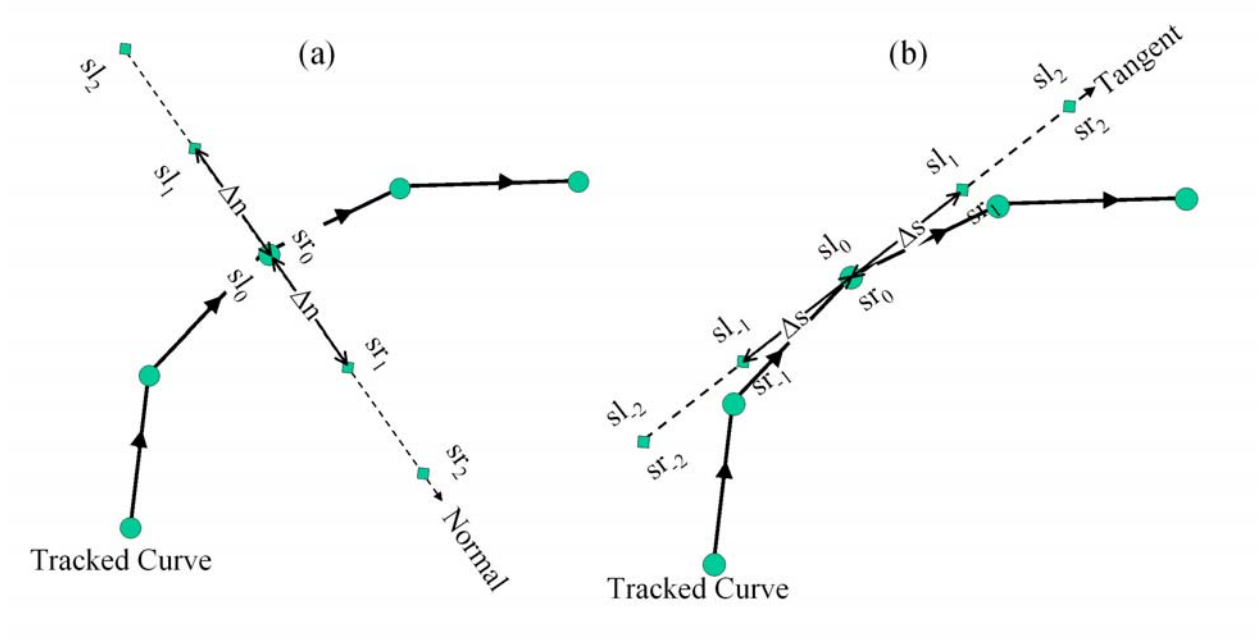 (a)
sl₂
sl₁
Δn
sr₀
sl₀
Δn
sr₁
sr₂
Normal
Tracked Curve
(b)
sl₂
Tangent
sr₂
sl₁
sr₁
Δs
sl₀
sr₀
Δs
sl₋₁
sr₋₁
sl₋₂
sr₋₂
Tracked Curve